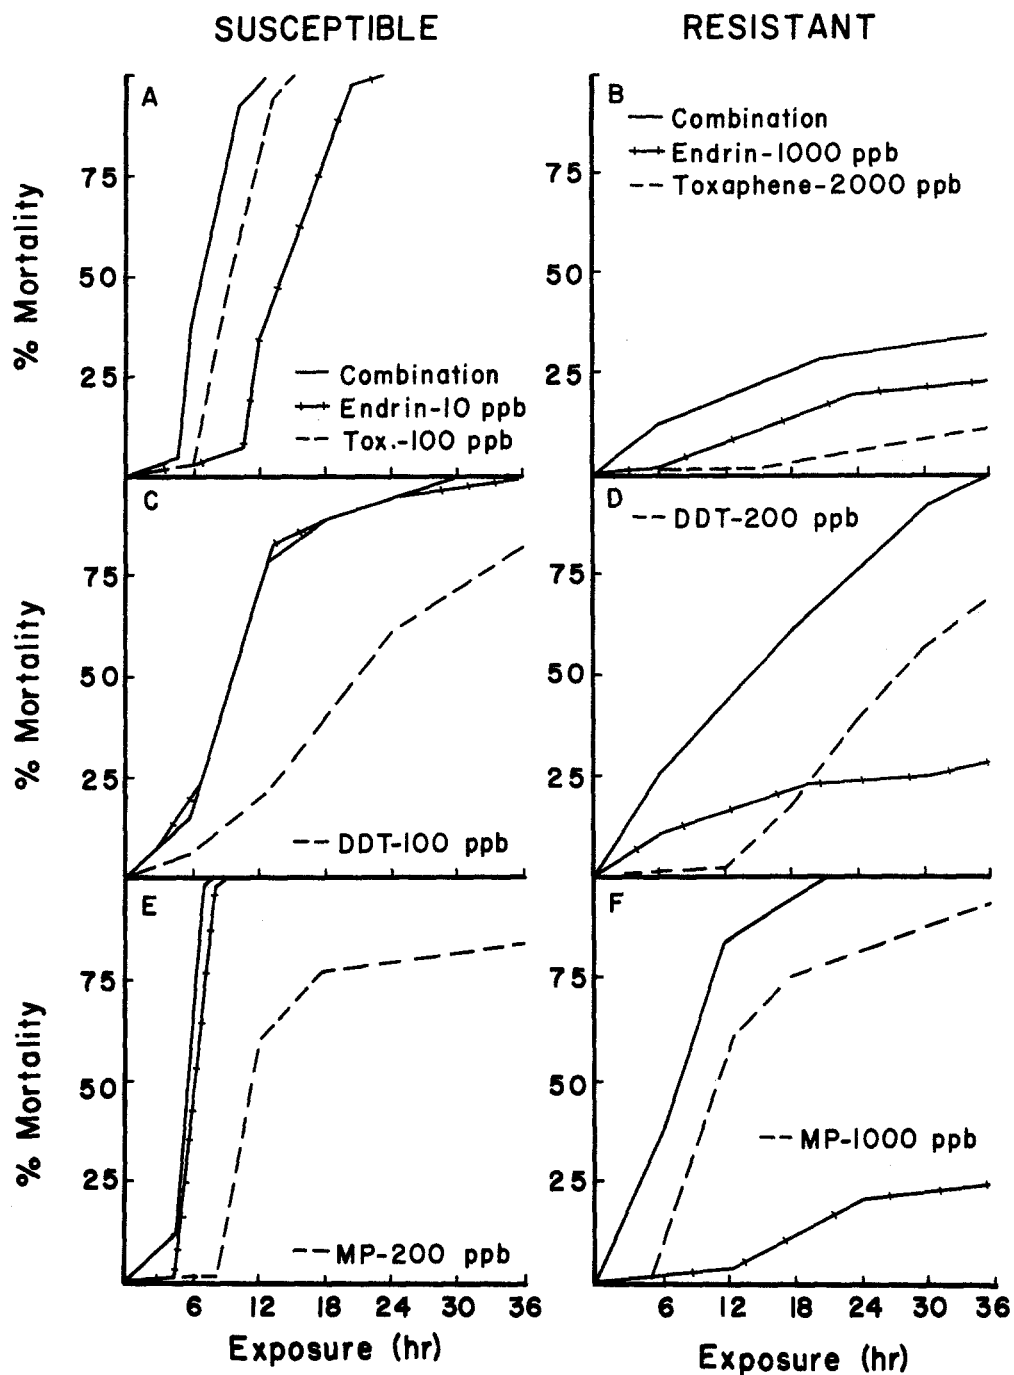 SUSCEPTIBLE
RESISTANT
A
% Mortality
75
50
25
Combination
Endrin-10 ppb
Tox.-100 ppb
B
Combination
Endrin-1000 ppb
Toxaphene-2000 ppb
75
50
25
C
% Mortality
75
50
25
DDT-100 ppb
D
DDT-200 ppb
75
50
25
E
% Mortality
75
50
25
MP-200 ppb
6 12 18 24 30 36
Exposure (hr)
F
75
50
25
MP-1000 ppb
6 12 18 24 30 36
Exposure (hr)